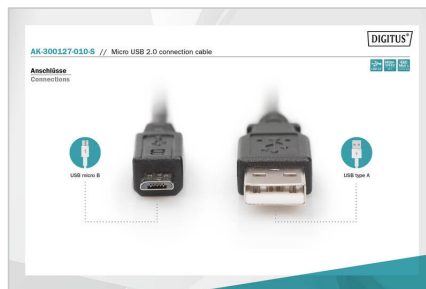 DIGITUS®
AK-300127-010-S // Micro USB 2.0 connection cable
Anschlüsse
Connections
USB micro B
USB type A